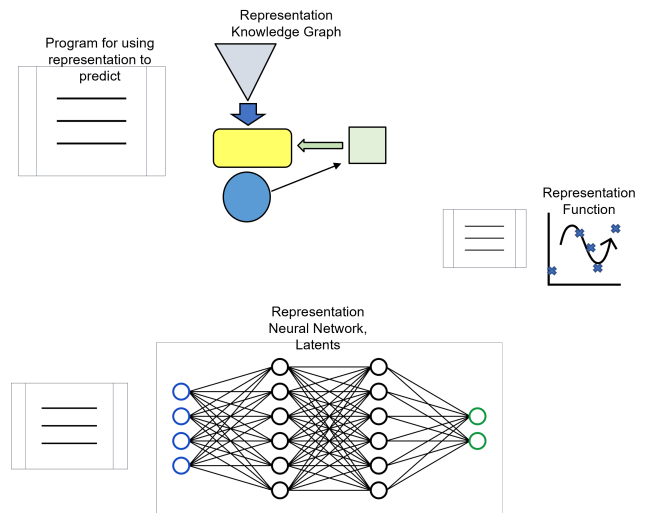 Program for using
representation to
predict
Representation
Knowledge Graph
Representation
Function
Representation
Neural Network,
Latents